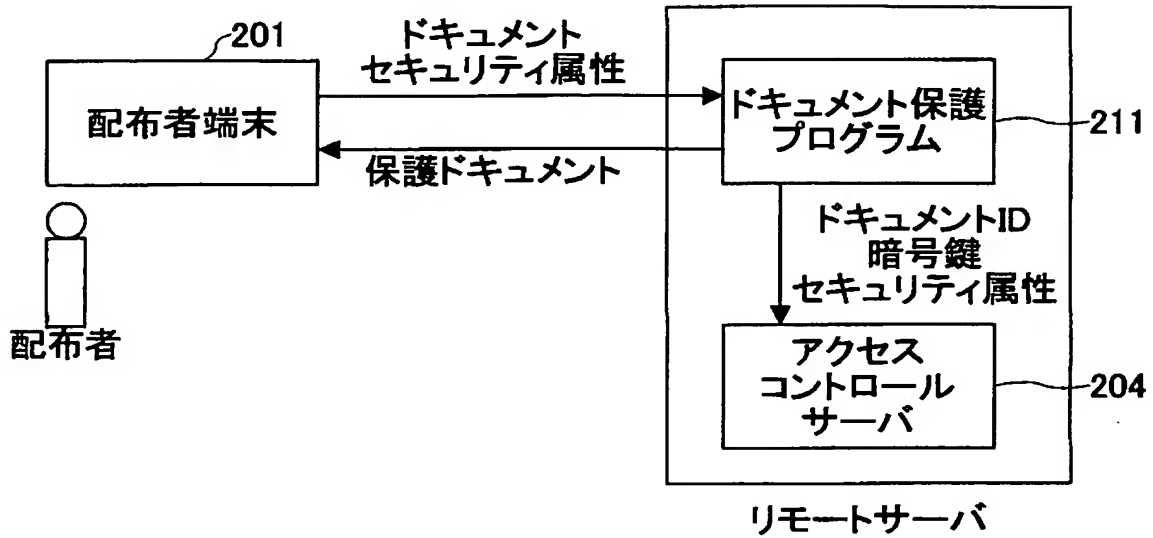 201
配布者端末
配布者
ドキュメント
セキュリティ属性
保護ドキュメント
ドキュメント保護
プログラム
211
ドキュメントID
暗号鍵
セキュリティ属性
アクセス
コントロール
サーバ
204
リモートサーバ